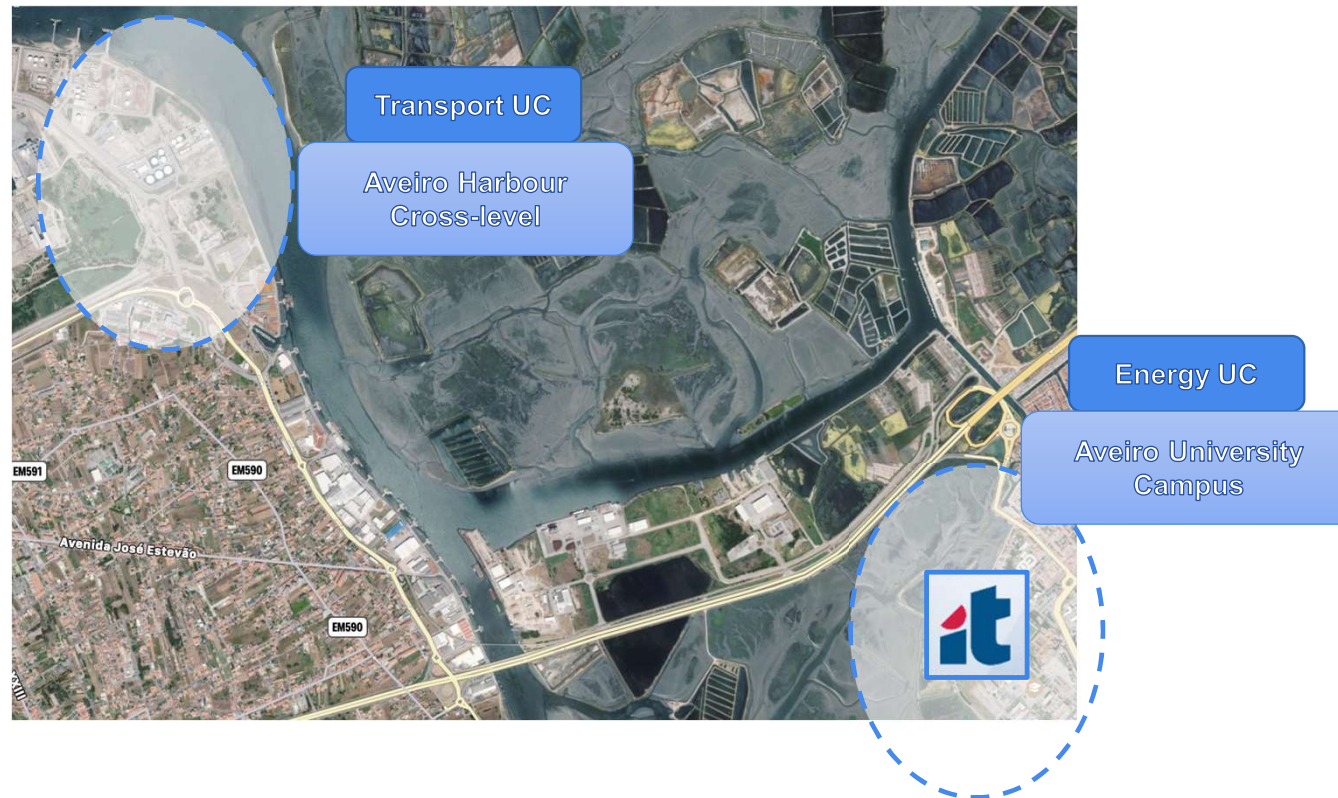 Transport UC
Aveiro Harbour
Cross-level
Energy UC
Aveiro University
Campus
EM591
EM590
Avenida José Estevão
EM590
it